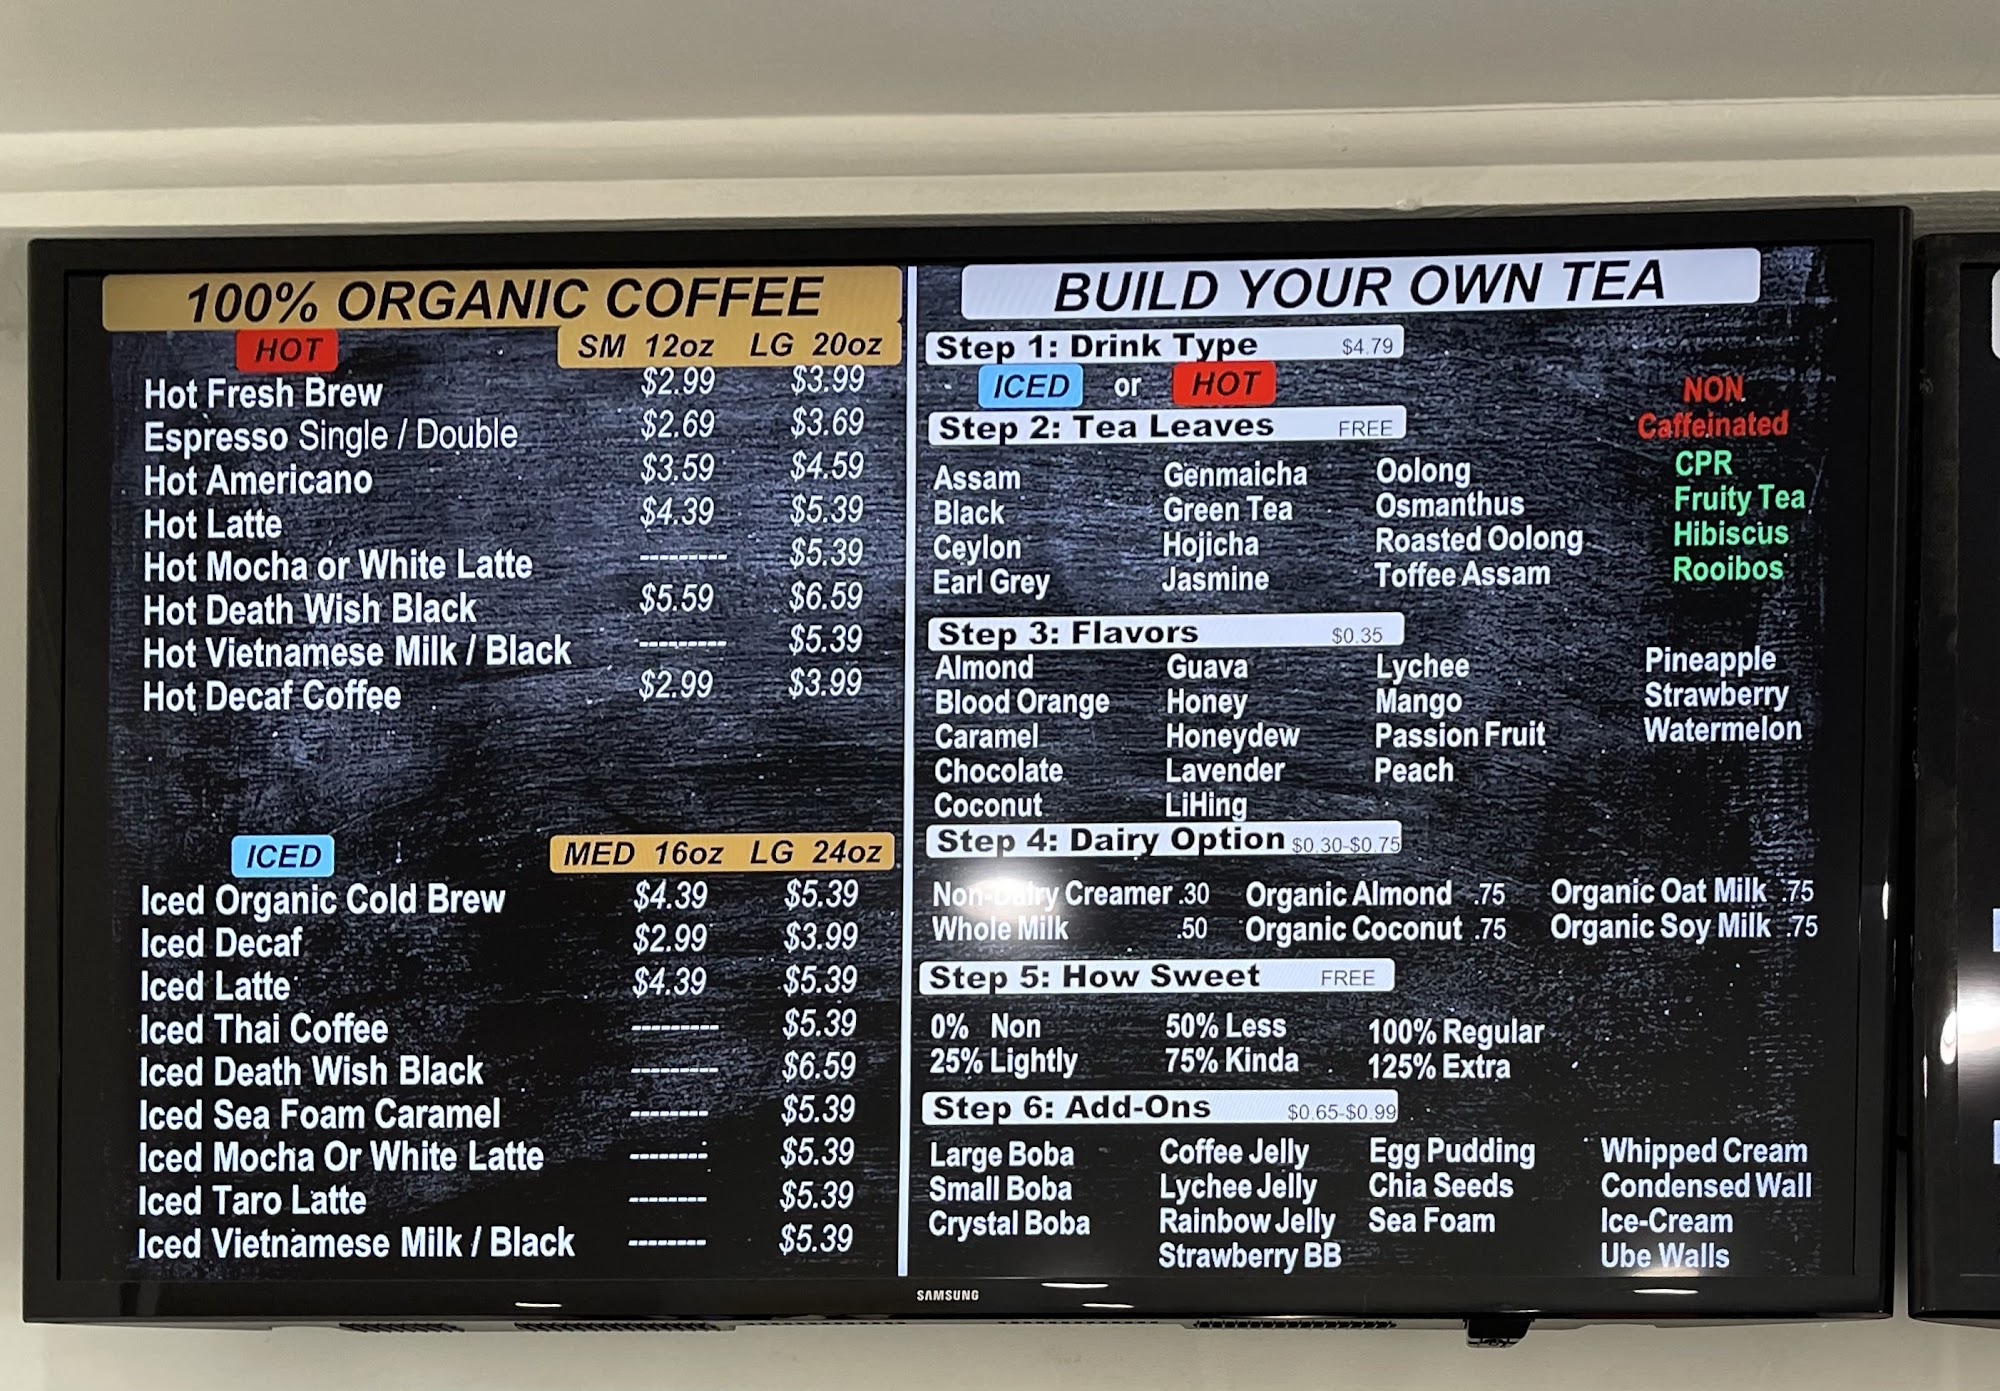 100% ORGANIC COFFEE
HOT SM 12oz LG 20oz
Hot Fresh Brew $2.99 $3.99
Espresso Single / Double $2.69 $3.69
Hot Americano $3.59 $4.59
Hot Latte $4.39 $5.39
Hot Mocha or White Latte --------- $5.39
Hot Death Wish Black $5.59 $6.59
Hot Vietnamese Milk / Black --------- $5.39
Hot Decaf Coffee $2.99 $3.99
ICED MED 16oz LG 24oz
Iced Organic Cold Brew $4.39 $5.39
Iced Decaf $2.99 $3.99
Iced Latte $4.39 $5.39
Iced Thai Coffee --------- $5.39
Iced Death Wish Black --------- $6.59
Iced Sea Foam Caramel -------- $5.39
Iced Mocha Or White Latte -------- $5.39
Iced Taro Latte -------- $5.39
Iced Vietnamese Milk / Black -------- $5.39
BUILD YOUR OWN TEA
Step 1: Drink Type $4.79
ICED or HOT
Step 2: Tea Leaves FREE
Assam Genmaicha Oolong
Black Green Tea Osmanthus
Ceylon Hojicha Roasted Oolong
Earl Grey Jasmine Toffee Assam
NON
Caffeinated
CPR
Fruity Tea
Hibiscus
Rooibos
Step 3: Flavors $0.35
Almond Guava Lychee Pineapple
Blood Orange Honey Mango Strawberry
Caramel Honeydew Passion Fruit Watermelon
Chocolate Lavender Peach
Coconut LiHing
Step 4: Dairy Option $0.30-$0.75
Non-Dairy Creamer .30 Organic Almond .75 Organic Oat Milk .75
Whole Milk .50 Organic Coconut .75 Organic Soy Milk .75
Step 5: How Sweet FREE
0% Non 50% Less 100% Regular
25% Lightly 75% Kinda 125% Extra
Step 6: Add-Ons $0.65-$0.99
Large Boba Coffee Jelly Egg Pudding Whipped Cream
Small Boba Lychee Jelly Chia Seeds Condensed Wall
Crystal Boba Rainbow Jelly Sea Foam Ice-Cream
Strawberry BB Ube Walls
SAMSUNG